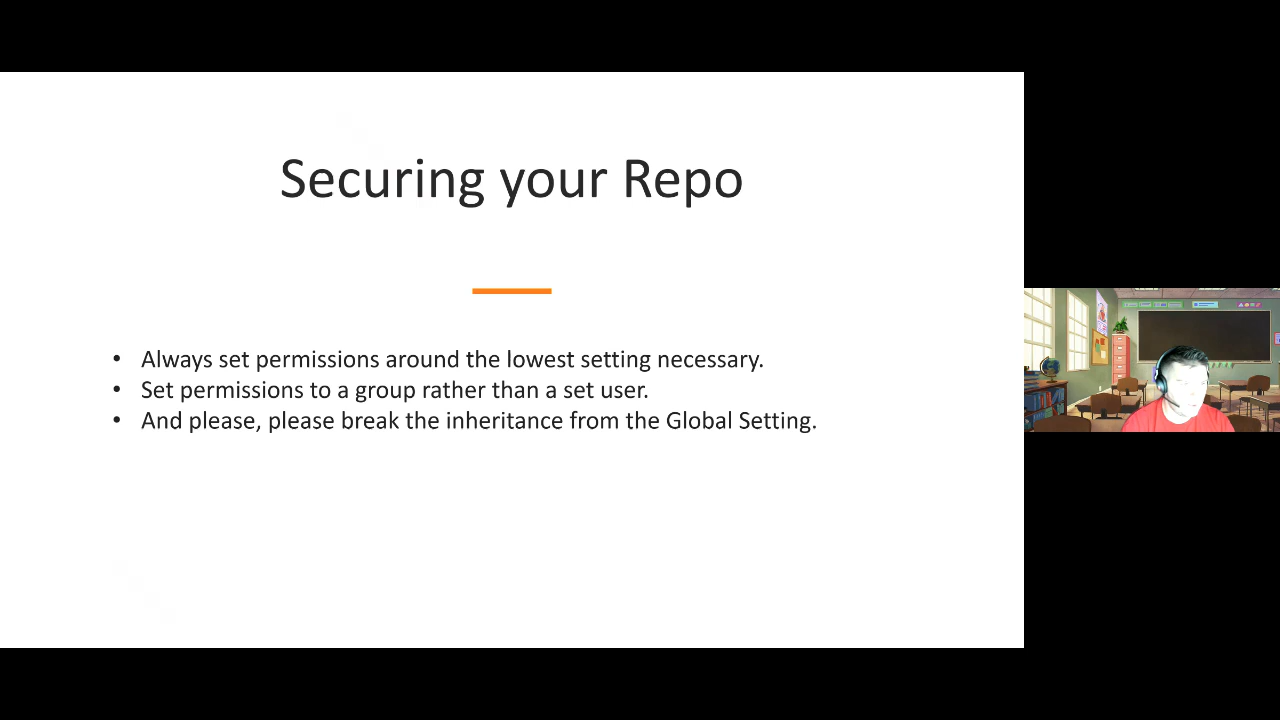 Securing your Repo
• Always set permissions around the lowest setting necessary.
• Set permissions to a group rather than a set user.
• And please, please break the inheritance from the Global Setting.